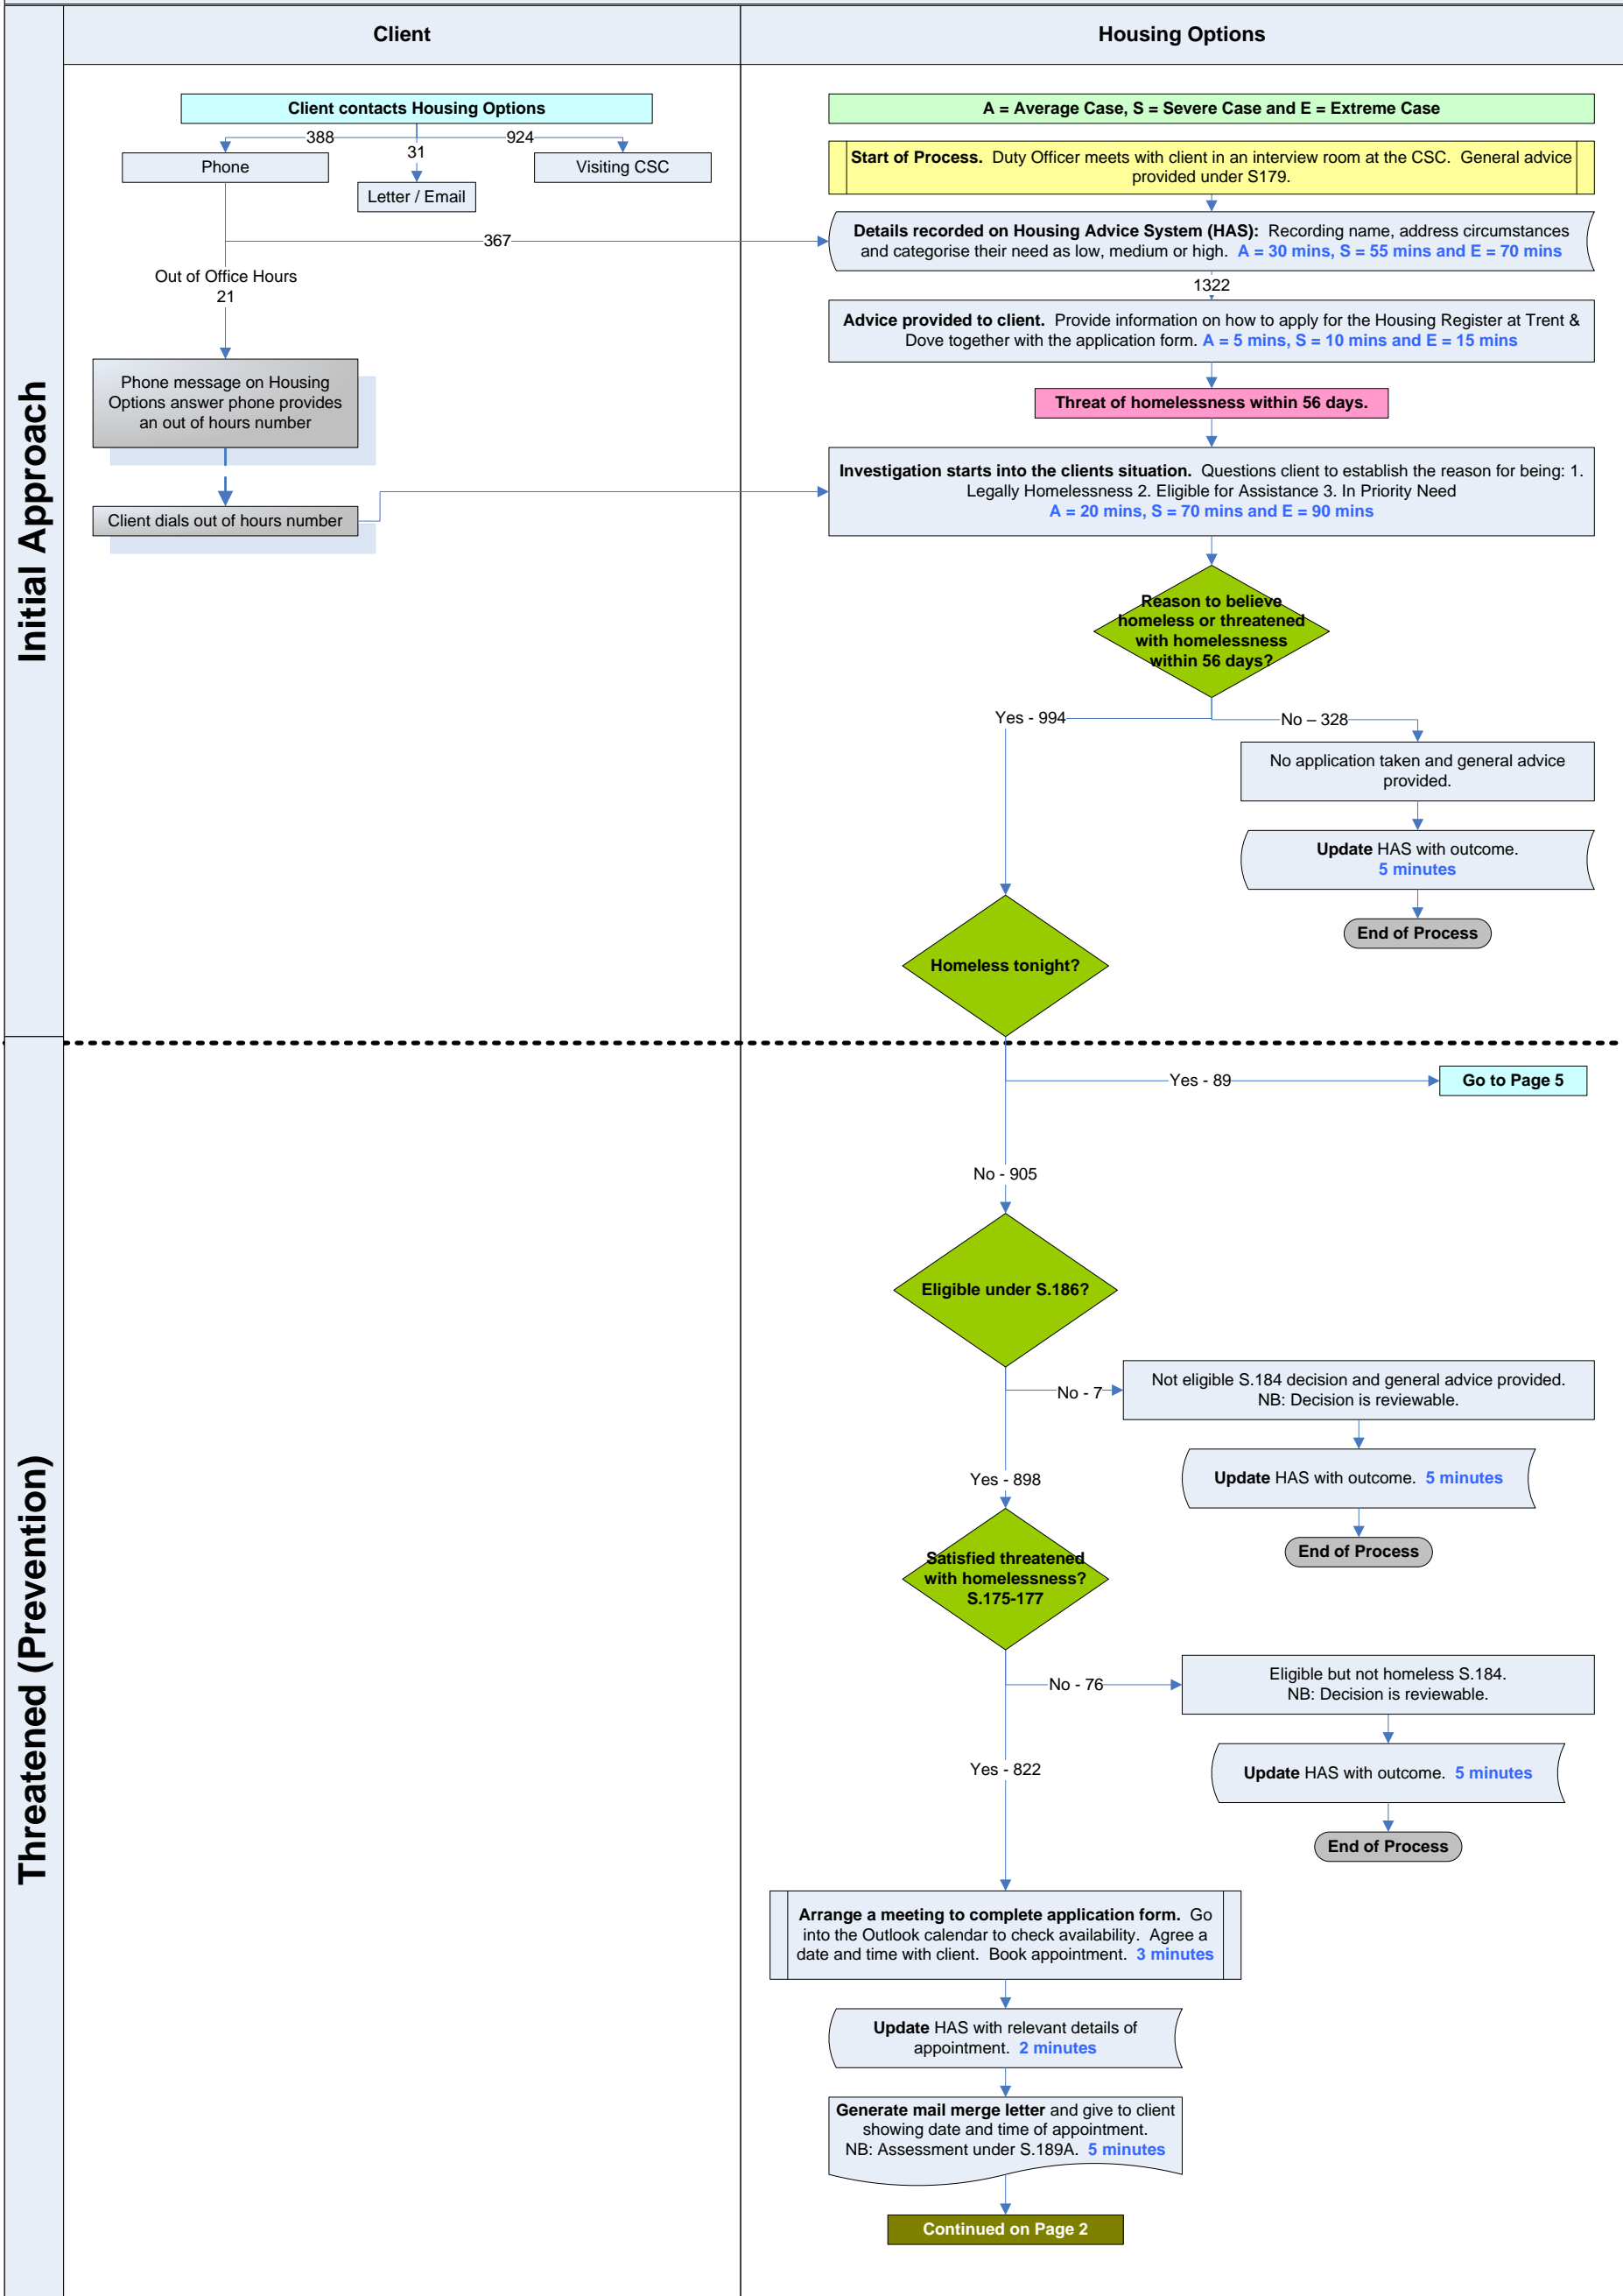 Client
Housing Options
Initial Approach
Client contacts Housing Options
388
31
924
Phone
Letter / Email
Visiting CSC
367
Out of Office Hours
21
Phone message on Housing
Options answer phone provides
an out of hours number
Client dials out of hours number
A = Average Case, S = Severe Case and E = Extreme Case
Start of Process.  Duty Officer meets with client in an interview room at the CSC.  General advice
provided under S179.
Details recorded on Housing Advice System (HAS):  Recording name, address circumstances
and categorise their need as low, medium or high.  A = 30 mins, S = 55 mins and E = 70 mins
1322
Advice provided to client.  Provide information on how to apply for the Housing Register at Trent &
Dove together with the application form. A = 5 mins, S = 10 mins and E = 15 mins
Threat of homelessness within 56 days.
Investigation starts into the clients situation.  Questions client to establish the reason for being: 1.
Legally Homelessness 2. Eligible for Assistance 3. In Priority Need
A = 20 mins, S = 70 mins and E = 90 mins
Reason to believe
homeless or threatened
with homelessness
within 56 days?
Yes - 994
No – 328
No application taken and general advice
provided.
Update HAS with outcome.
5 minutes
End of Process
Homeless tonight?
Threatened (Prevention)
Yes - 89
Go to Page 5
No - 905
Eligible under S.186?
No - 7
Not eligible S.184 decision and general advice provided.
NB: Decision is reviewable.
Update HAS with outcome.  5 minutes
End of Process
Yes - 898
Satisfied threatened
with homelessness?
S.175-177
No - 76
Eligible but not homeless S.184.
NB: Decision is reviewable.
Update HAS with outcome.  5 minutes
End of Process
Yes - 822
Arrange a meeting to complete application form.  Go
into the Outlook calendar to check availability.  Agree a
date and time with client.  Book appointment.  3 minutes
Update HAS with relevant details of
appointment.  2 minutes
Generate mail merge letter and give to client
showing date and time of appointment.
NB: Assessment under S.189A.  5 minutes
Continued on Page 2